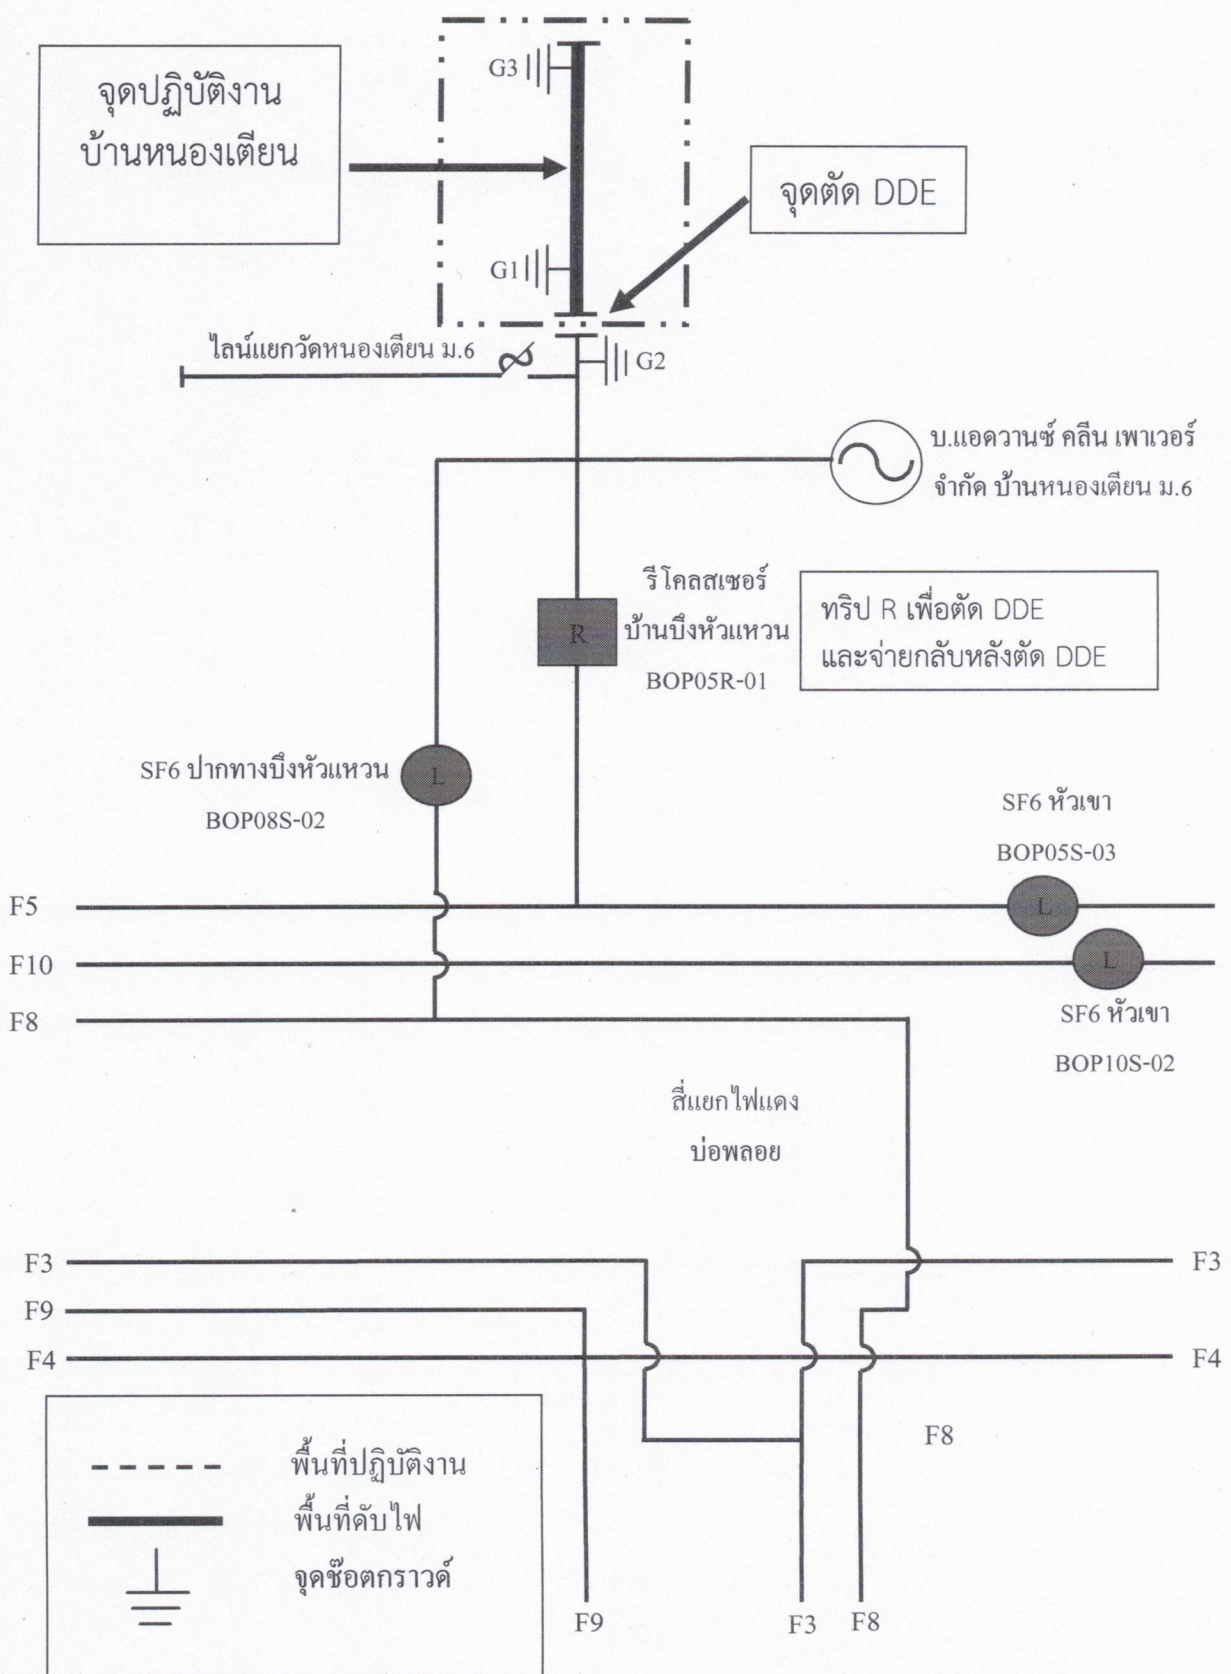 จุดปฏิบัติงาน
บ้านหนองเตียน
G3
จุดตัด DDE
G1
ไลน์แยกวัดหนองเตียน ม.6
G2
บ.แอดวานซ์ คลีน เพาเวอร์
จำกัด บ้านหนองเตียน ม.6
รีโคลสเซอร์
บ้านบึงหัวแหวน
BOP05R-01
R
ทริป R เพื่อตัด DDE
และจ่ายกลับหลังตัด DDE
SF6 ปากทางบึงหัวแหวน
BOP08S-02
L
SF6 หัวเขา
BOP05S-03
F5
L
F10
L
F8
SF6 หัวเขา
BOP10S-02
สี่แยกไฟแดง
บ่อพลอย
F3
F3
F9
F4
F4
F8
พื้นที่ปฏิบัติงาน
พื้นที่ดับไฟ
จุดช๊อตกราวด์
F9
F3
F8